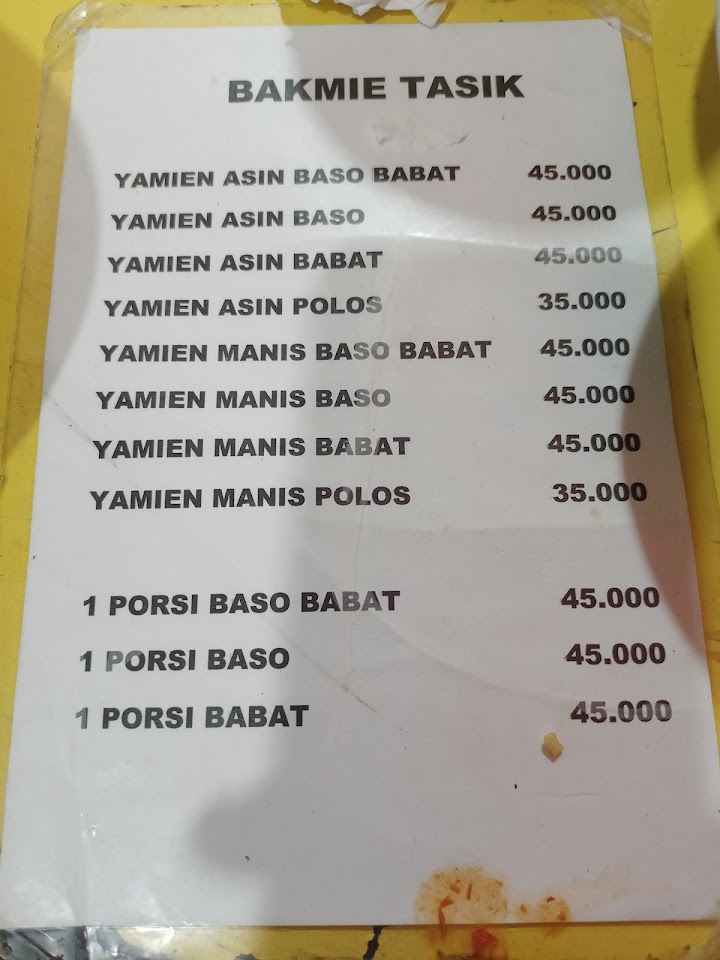 BAKMIE TASIK
YAMIEN ASIN BASO BABAT 45.000
YAMIEN ASIN BASO 45.000
YAMIEN ASIN BABAT 45.000
YAMIEN ASIN POLOS 35.000
YAMIEN MANIS BASO BABAT 45.000
YAMIEN MANIS BASO 45.000
YAMIEN MANIS BABAT 45.000
YAMIEN MANIS POLOS 35.000
1 PORSI BASO BABAT 45.000
1 PORSI BASO 45.000
1 PORSI BABAT 45.000